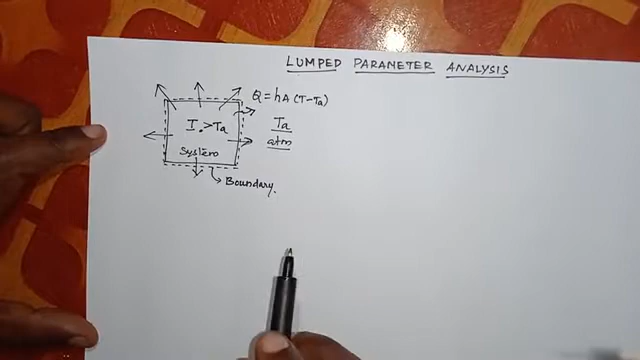 LUMPED PARAMETER ANALYSIS
Q = hA (T-Ta)
T. > Ta
Ta
atm
System
Boundary.